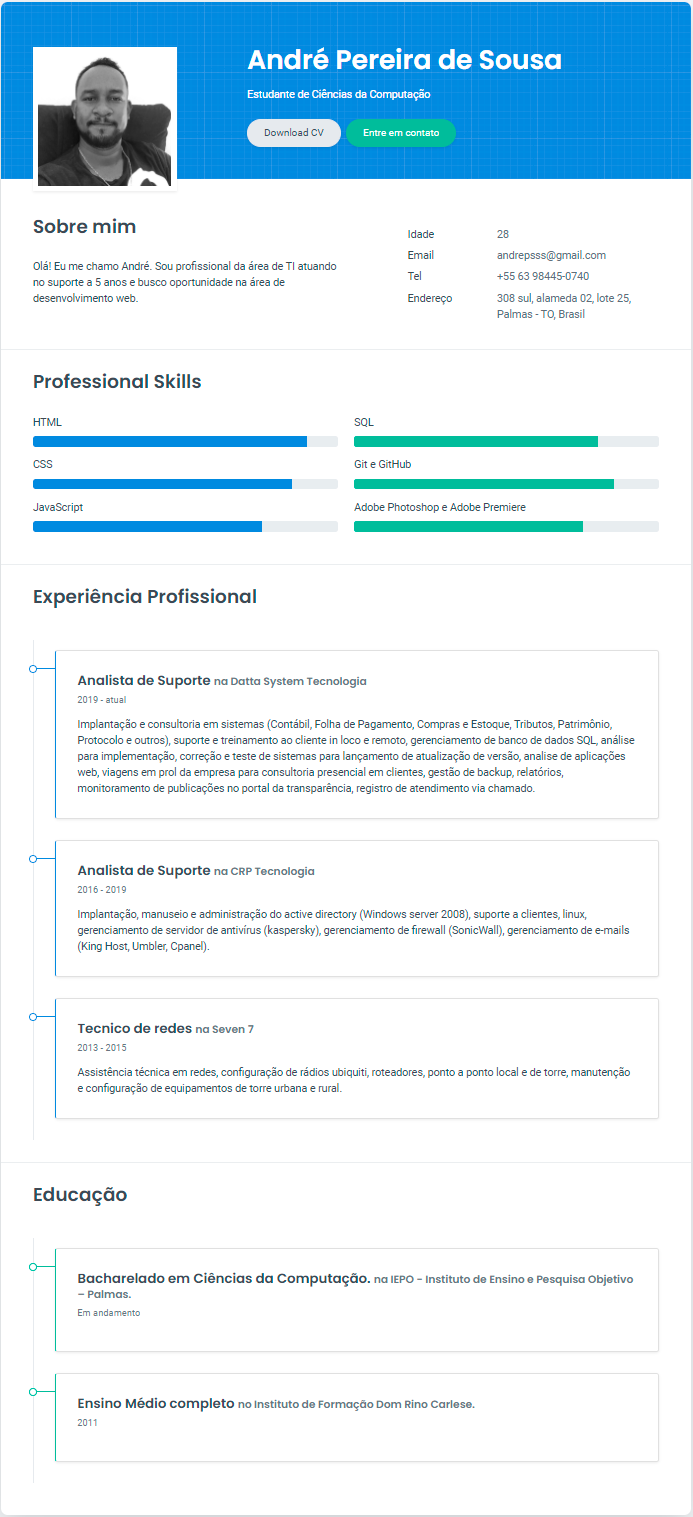 André Pereira de Sousa
Estudante de Ciências da Computação
Download CV
Entre em contato
Sobre mim
Olá! Eu me chamo André. Sou profissional da área de TI atuando
no suporte a 5 anos e busco oportunidade na área de
desenvolvimento web.
Idade 28
Email andrepsss@gmail.com
Tel +55 63 98445-0740
Endereço 308 sul, alameda 02, lote 25,
Palmas - TO, Brasil
Professional Skills
HTML
CSS
JavaScript
SQL
Git e GitHub
Adobe Photoshop e Adobe Premiere
Experiência Profissional
Analista de Suporte na Datta System Tecnologia
2019 - atual
Implantação e consultoria em sistemas (Contábil, Folha de Pagamento, Compras e Estoque, Tributos, Patrimônio,
Protocolo e outros), suporte e treinamento ao cliente in loco e remoto, gerenciamento de banco de dados SQL, análise
para implementação, correção e teste de sistemas para lançamento de atualização de versão, analise de aplicações
web, viagens em prol da empresa para consultoria presencial em clientes, gestão de backup, relatórios,
monitoramento de publicações no portal da transparência, registro de atendimento via chamado.
Analista de Suporte na CRP Tecnologia
2016 - 2019
Implantação, manuseio e administração do active directory (Windows server 2008), suporte a clientes, linux,
gerenciamento de servidor de antivírus (kaspersky), gerenciamento de firewall (SonicWall), gerenciamento de e-mails
(King Host, Umbler, Cpanel).
Tecnico de redes na Seven 7
2013 - 2015
Assistência técnica em redes, configuração de rádios ubiquiti, roteadores, ponto a ponto local e de torre, manutenção
e configuração de equipamentos de torre urbana e rural.
Educação
Bacharelado em Ciências da Computação. na IEPO - Instituto de Ensino e Pesquisa Objetivo
– Palmas.
Em andamento
Ensino Médio completo no Instituto de Formação Dom Rino Carlese.
2011